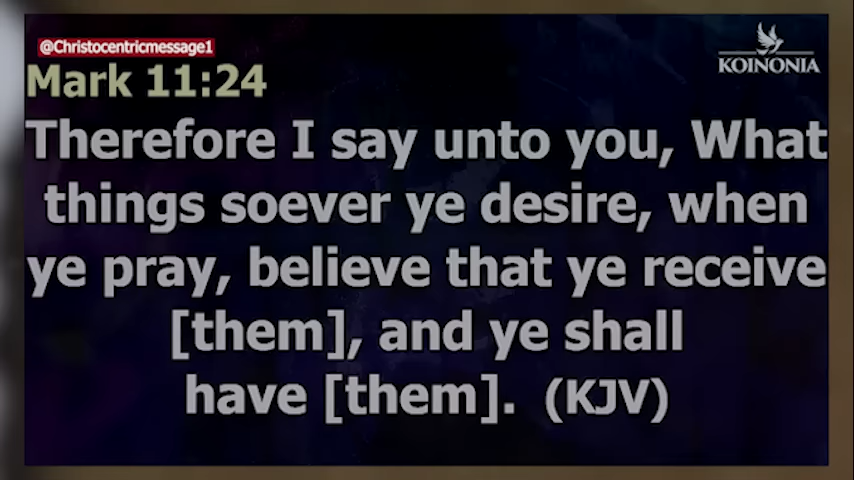 @Christocentricmessage1
KOINONIA
Mark 11:24
Therefore I say unto you, What
things soever ye desire, when
ye pray, believe that ye receive
[them], and ye shall
have [them]. (KJV)